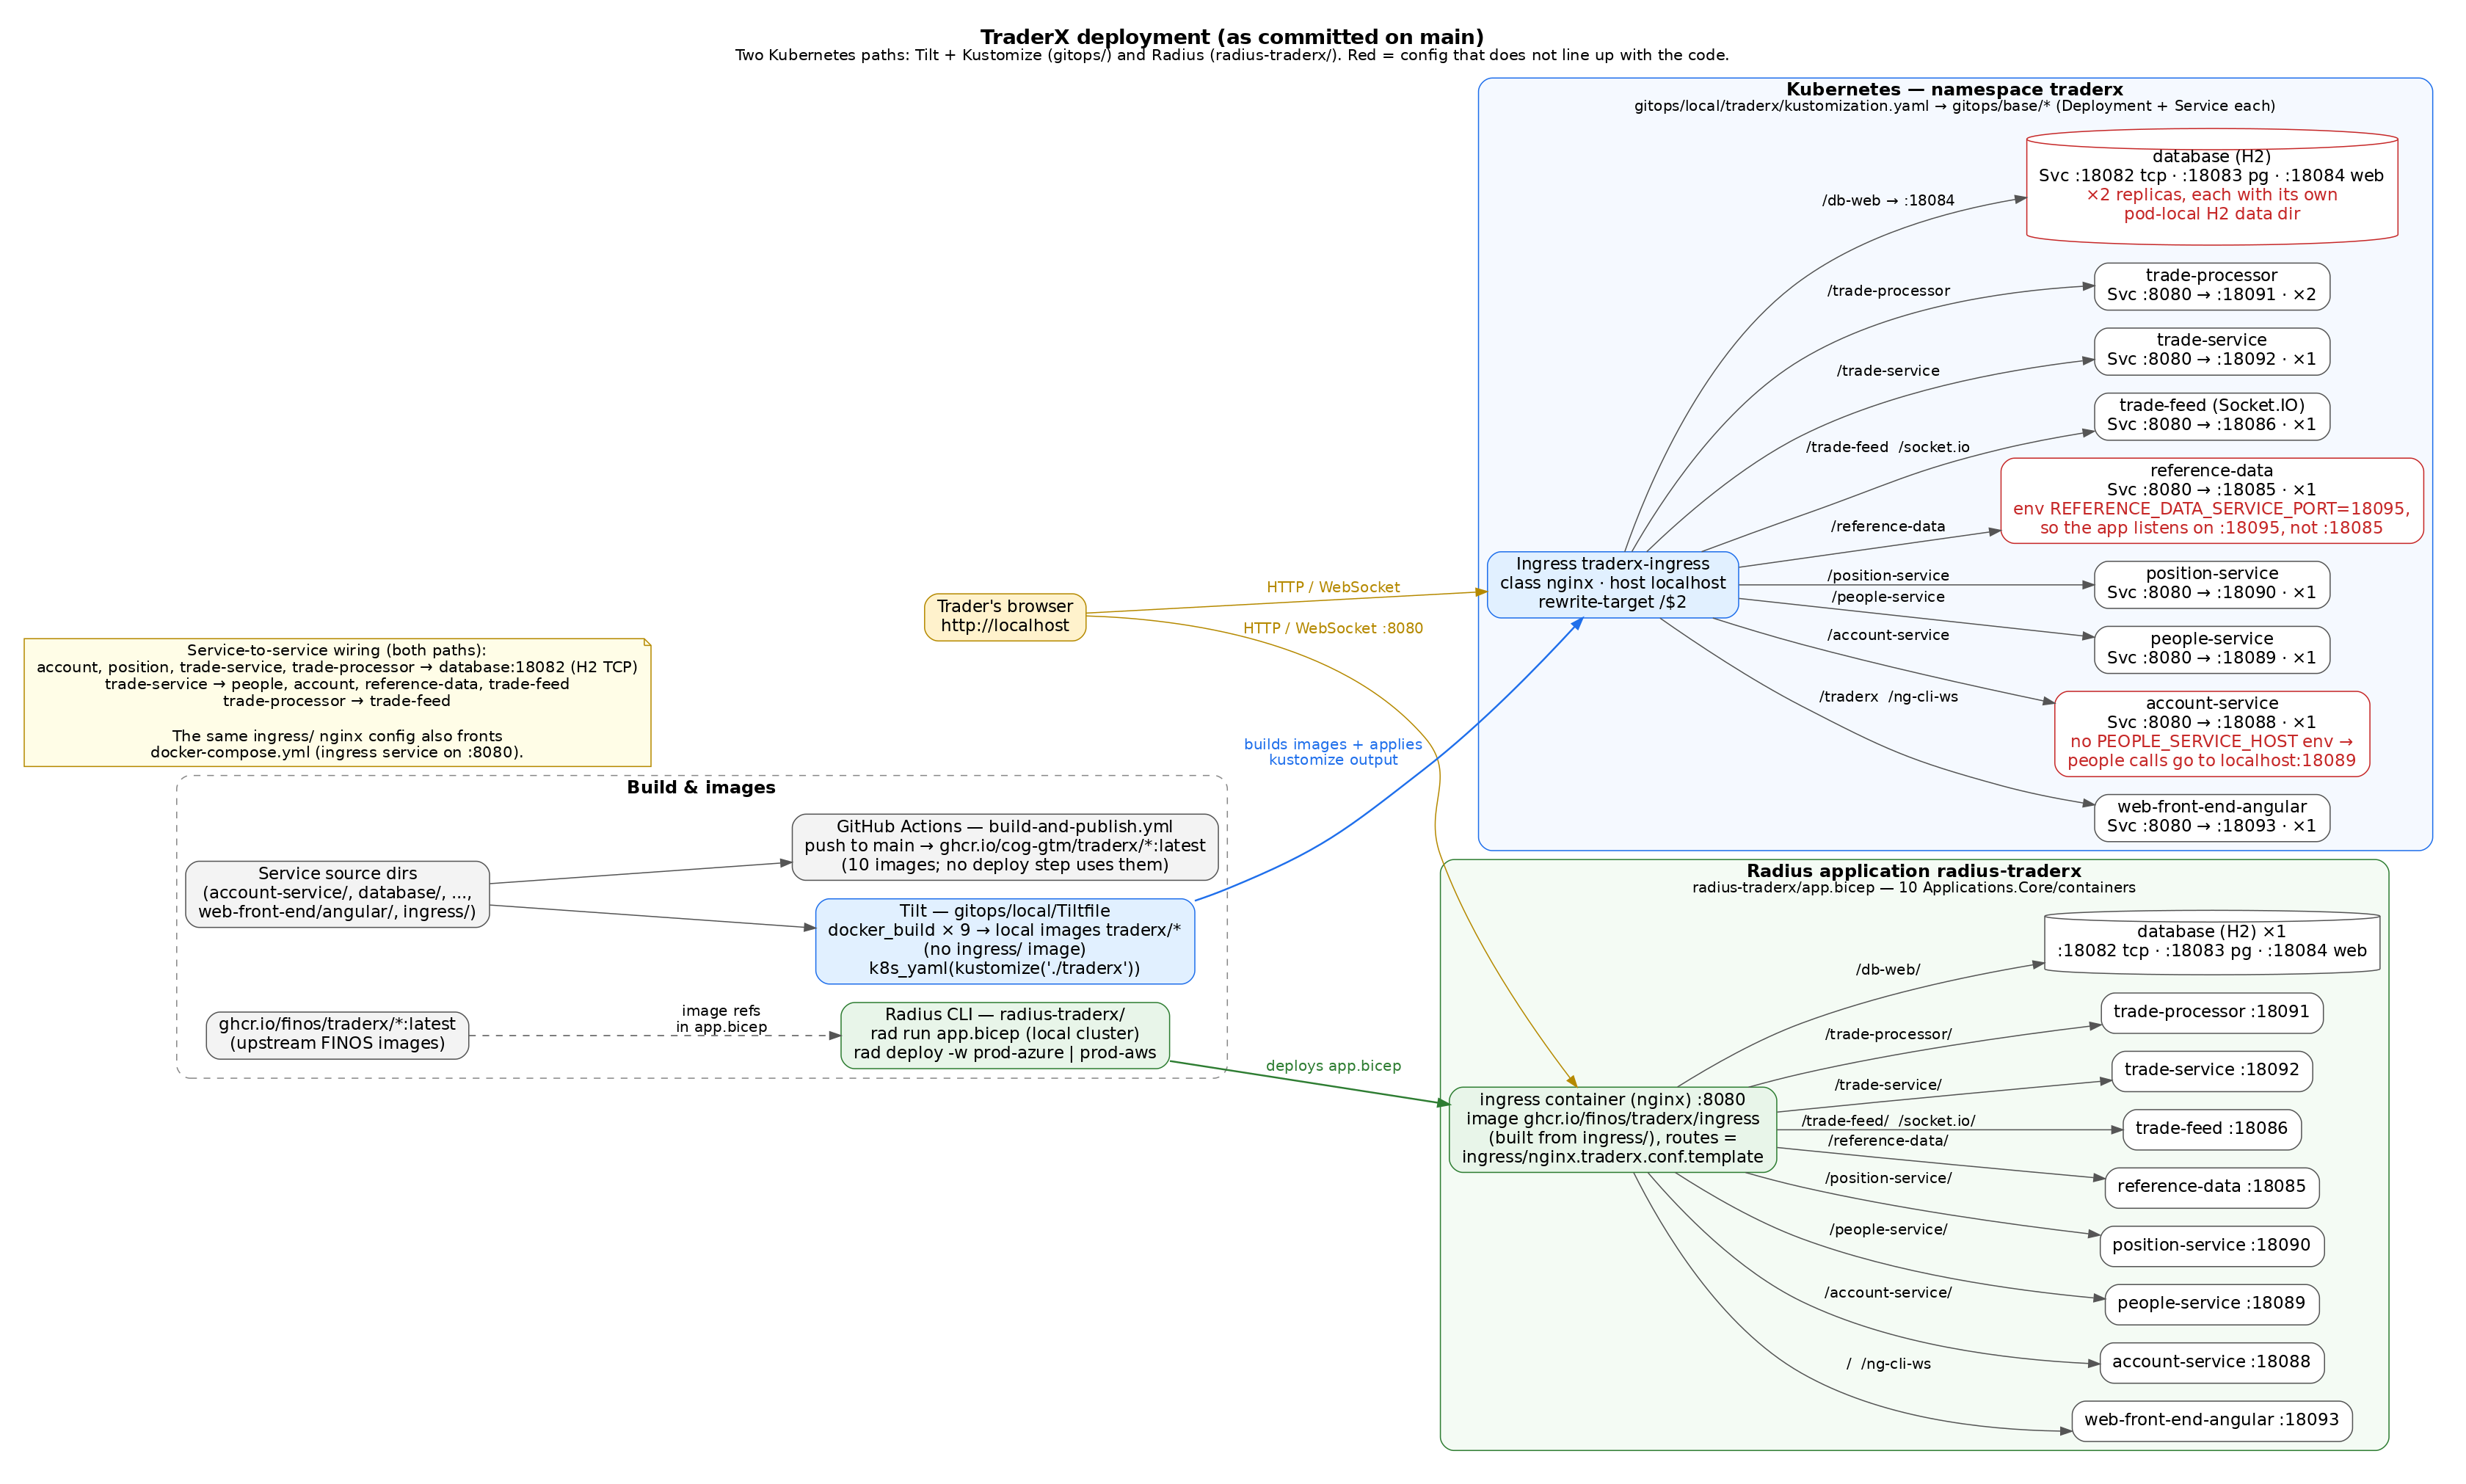 TraderX deployment (as committed on main)
Two Kubernetes paths: Tilt + Kustomize (gitops/) and Radius (radius-traderx/). Red = config that does not line up with the code.
Kubernetes — namespace traderx
gitops/local/traderx/kustomization.yaml → gitops/base/* (Deployment + Service each)
database (H2)
Svc :18082 tcp · :18083 pg · :18084 web
×2 replicas, each with its own
pod-local H2 data dir
/db-web → :18084
trade-processor
Svc :8080 → :18091 · ×2
/trade-processor
trade-service
Svc :8080 → :18092 · ×1
/trade-service
trade-feed (Socket.IO)
Svc :8080 → :18086 · ×1
/trade-feed  /socket.io
reference-data
Svc :8080 → :18085 · ×1
env REFERENCE_DATA_SERVICE_PORT=18095,
so the app listens on :18095, not :18085
/reference-data
Ingress traderx-ingress
class nginx · host localhost
rewrite-target /$2
position-service
Svc :8080 → :18090 · ×1
/position-service
/people-service
people-service
Svc :8080 → :18089 · ×1
/account-service
account-service
Svc :8080 → :18088 · ×1
no PEOPLE_SERVICE_HOST env →
people calls go to localhost:18089
/traderx  /ng-cli-ws
web-front-end-angular
Svc :8080 → :18093 · ×1
Trader's browser
http://localhost
HTTP / WebSocket
HTTP / WebSocket :8080
Service-to-service wiring (both paths):
account, position, trade-service, trade-processor → database:18082 (H2 TCP)
trade-service → people, account, reference-data, trade-feed
trade-processor → trade-feed
The same ingress/ nginx config also fronts
docker-compose.yml (ingress service on :8080).
builds images + applies
kustomize output
Build & images
Service source dirs
(account-service/, database/, ...,
web-front-end/angular/, ingress/)
GitHub Actions — build-and-publish.yml
push to main → ghcr.io/cog-gtm/traderx/*:latest
(10 images; no deploy step uses them)
Tilt — gitops/local/Tiltfile
docker_build × 9 → local images traderx/*
(no ingress/ image)
k8s_yaml(kustomize('./traderx'))
ghcr.io/finos/traderx/*:latest
(upstream FINOS images)
image refs
in app.bicep
Radius CLI — radius-traderx/
rad run app.bicep (local cluster)
rad deploy -w prod-azure | prod-aws
deploys app.bicep
Radius application radius-traderx
radius-traderx/app.bicep — 10 Applications.Core/containers
database (H2) ×1
:18082 tcp · :18083 pg · :18084 web
/db-web/
trade-processor :18091
/trade-processor/
trade-service :18092
/trade-service/
ingress container (nginx) :8080
image ghcr.io/finos/traderx/ingress
(built from ingress/), routes =
ingress/nginx.traderx.conf.template
/trade-feed/  /socket.io/
trade-feed :18086
/reference-data/
reference-data :18085
/position-service/
position-service :18090
/people-service/
people-service :18089
/account-service/
account-service :18088
/  /ng-cli-ws
web-front-end-angular :18093